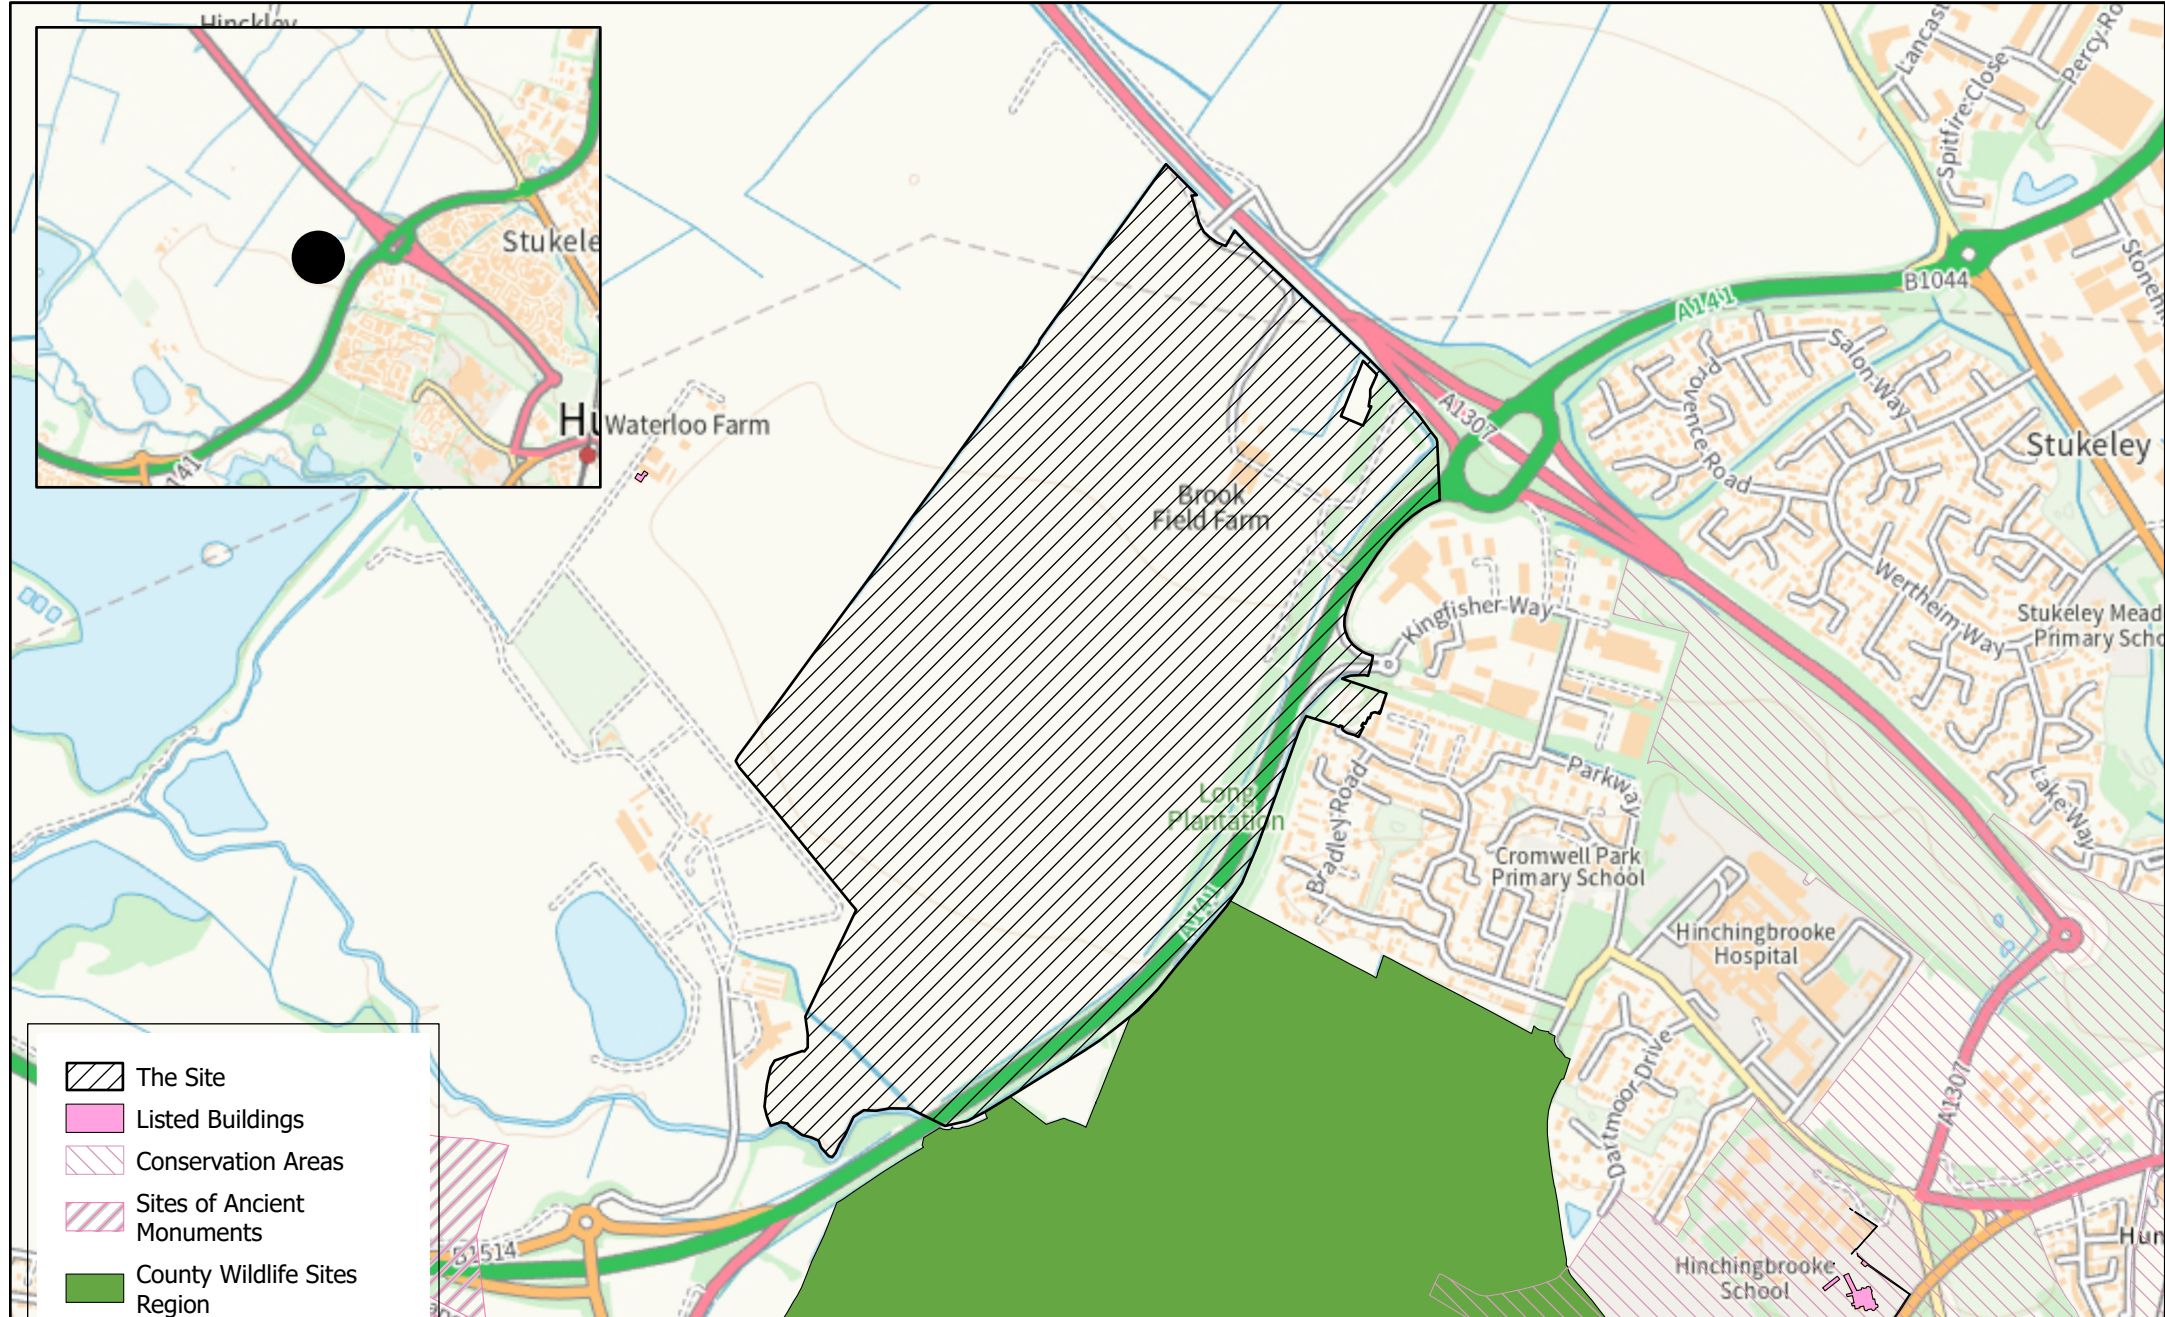 Hinckley
Stukele
Waterloo Farm
Brook
Field Farm
A141
B1044
Spitfire Close
Salon Way
Provence Road
Stukeley
A1307
Wertheim Way
Stukeley Mead
Primary Scho
Kingfisher Way
Lake Way
Parkway
Long
Plantation
Bradley Road
Cromwell Park
Primary School
A141
Hinchingbrooke
Hospital
Dartmoor Drive
A1307
Hinchingbrooke
School
Hun
B1514
The Site
Listed Buildings
Conservation Areas
Sites of Ancient
Monuments
County Wildlife Sites
Region